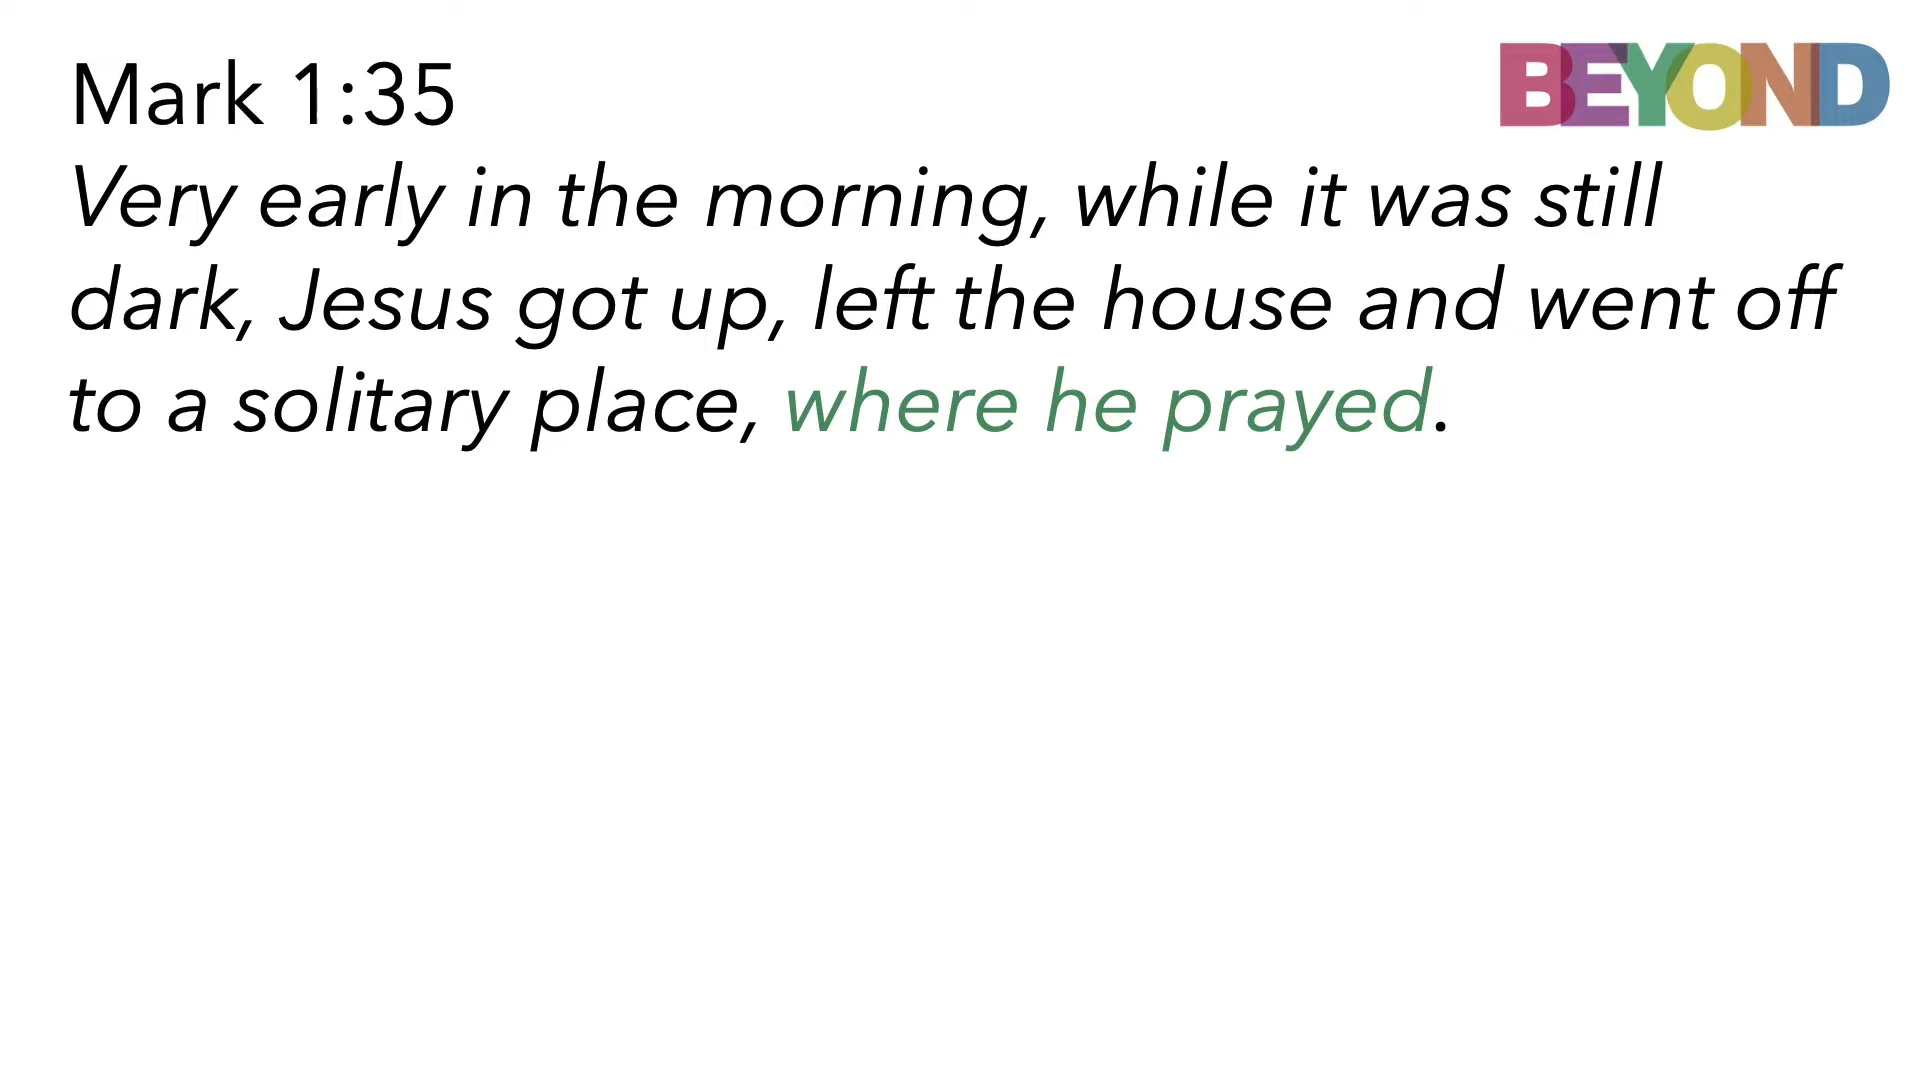 Mark 1:35
BEYOND
Very early in the morning, while it was still
dark, Jesus got up, left the house and went off
to a solitary place, where he prayed.